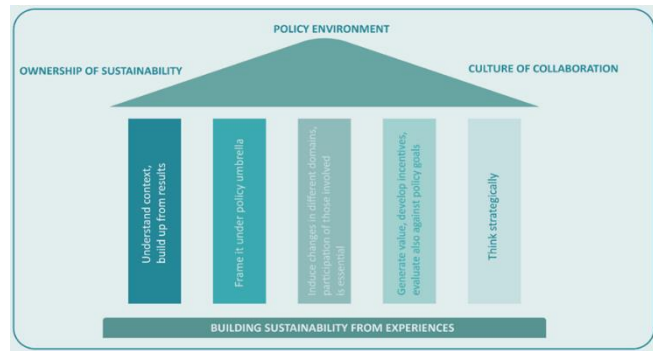 POLICY ENVIRONMENT
OWNERSHIP OF SUSTAINABILITY
CULTURE OF COLLABORATION
Understand context,
build up from results
Frame it under policy umbrella
Induce changes in different domains,
participation of those involved
is essential
Generate value, develop incentives,
evaluate also against policy goals
Think strategically
BUILDING SUSTAINABILITY FROM EXPERIENCES